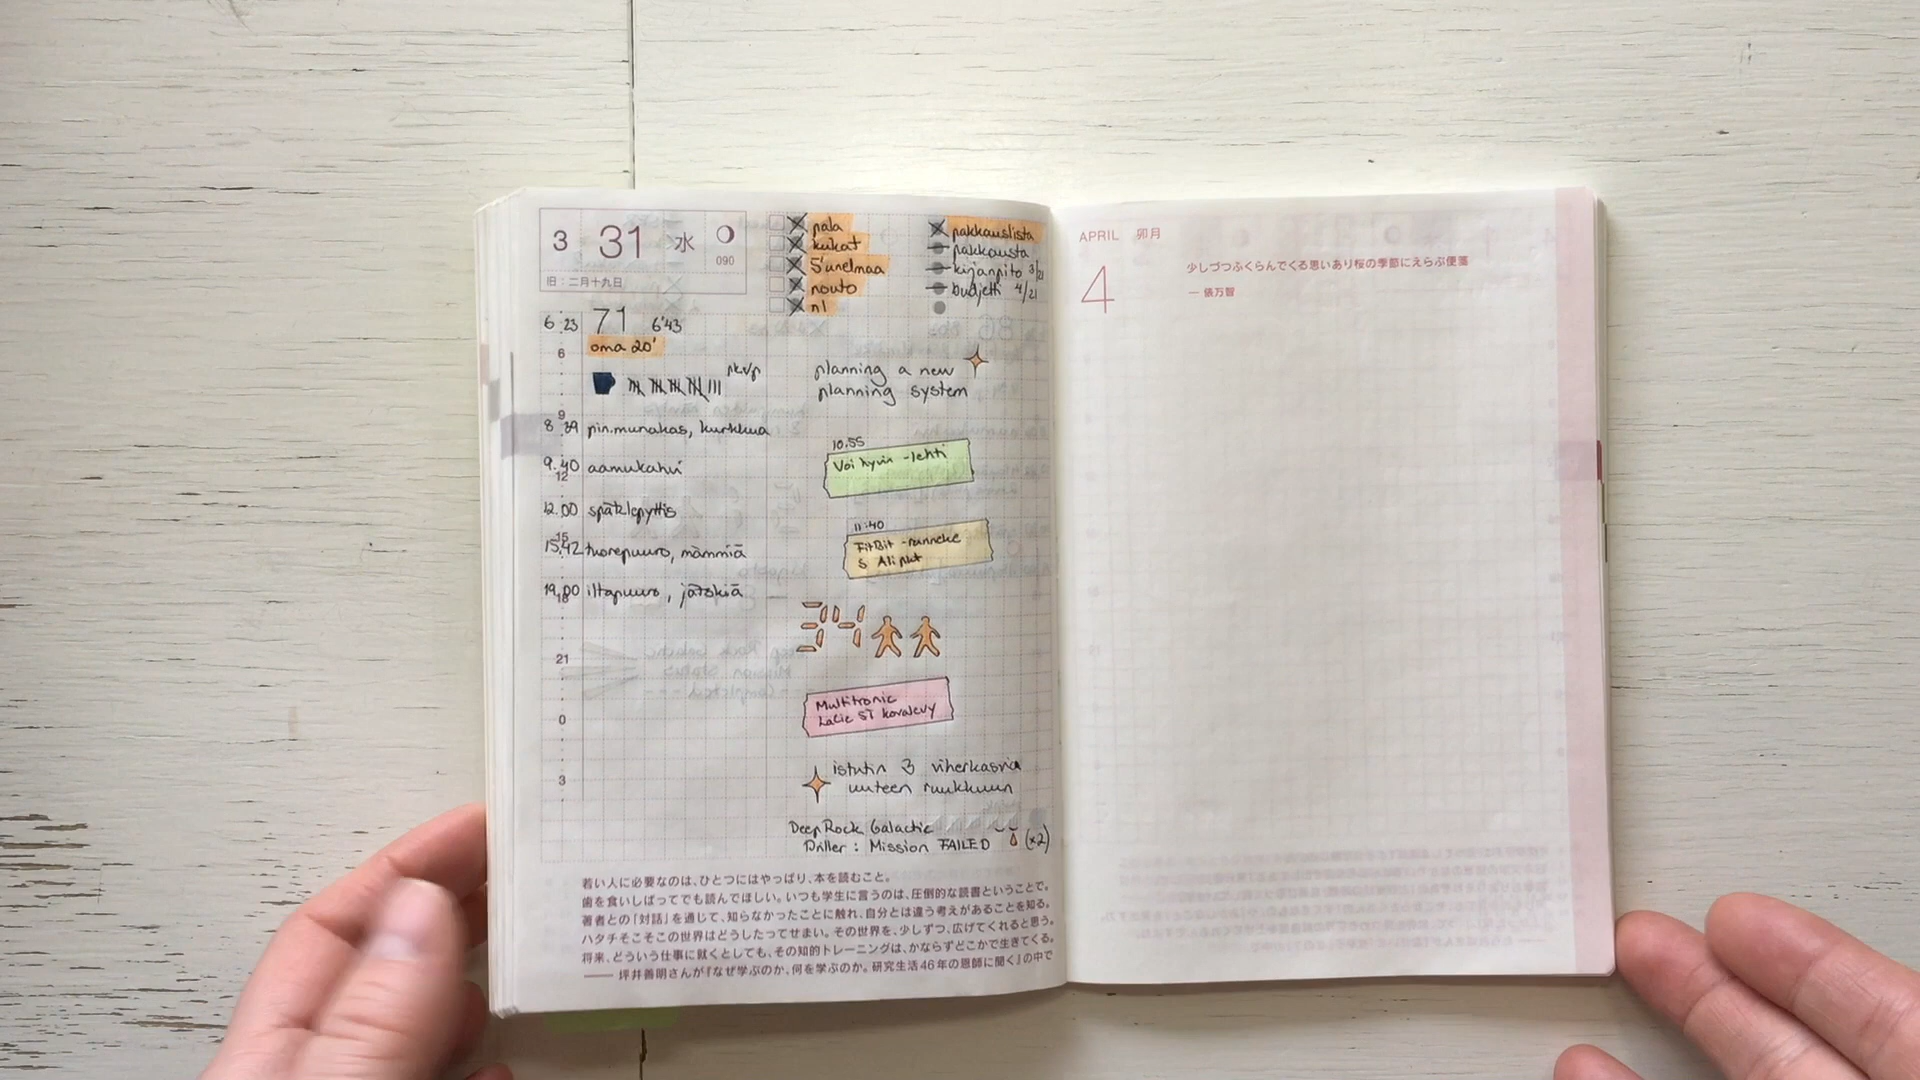 3 31 水
090
旧：二月十九日
pala
kukat
S'unelmaa
nouto
nl
pakkauslista
pakkausta
kirjanpito 3/21
budjetti 4/21
6.23 71 6'43
oma 20'
6
9
8.39 pin.munakas, kurkkua
9.40 aamukahvi
12
12.00 spätzlepyttis
15
15.42 tuorepuuro, mämmiä
18
19.00 iltapuuro, jätskiä
21
0
3
planning a new
planning system
10.55
Voi hyvin -lehti
11:40
FitBit -ranneke
S Ali
34
Multitronic
LaCie 5T kovalevy
istutin 3 viherkasvia
uuteen ruukkuun
Deep Rock Galactic
Driller: Mission FAILED (x2)
若い人に必要なのは、ひとつにはやっぱり、本を読むこと。
歯を食いしばってでも読んでほしい。いつも学生に言うのは、圧倒的な読書ということで。
著者との「対話」を通じて、知らなかったことに触れ、自分とは違う考えがあることを知る。
ハタチそこそこの世界はどうしたってせまい。その世界を、少しずつ、広げてくれると思う。
将来、どういう仕事に就くとしても、その知的トレーニングは、かならずどこかで生きてくる。
—— 坪井善明さんが『なぜ学ぶのか、何を学ぶのか。研究生活46年の恩師に聞く』の中で
APRIL 卯月
4
少しづつふくらんでくる思いあり桜の季節にえらぶ便箋
— 俵万智